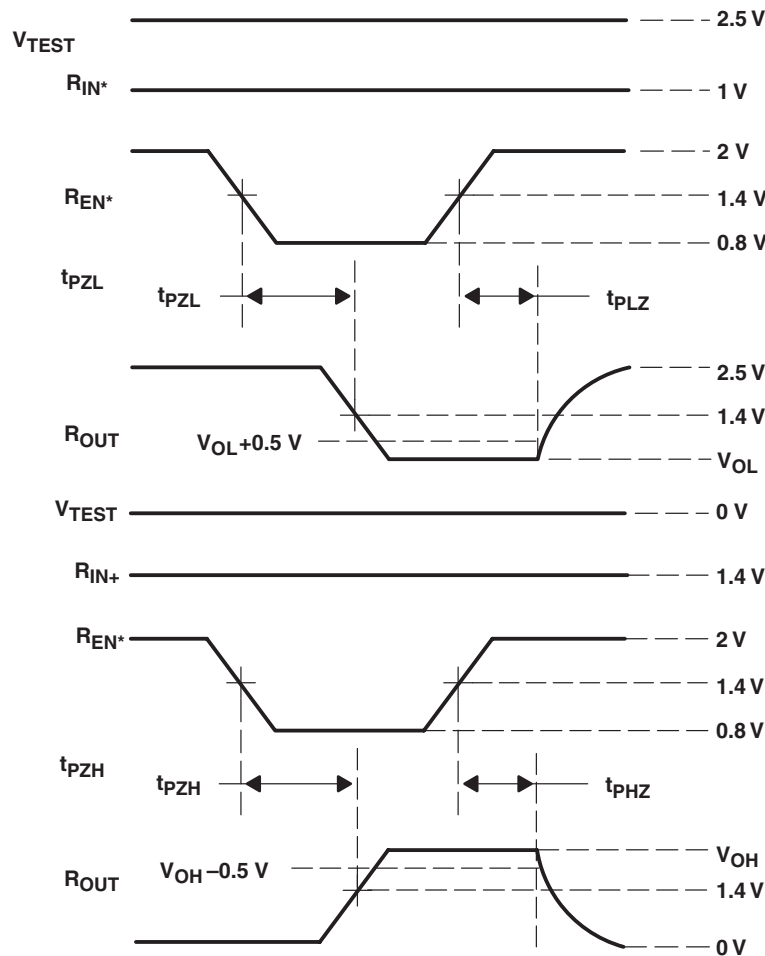 2.5 V
VTEST
RIN*
1 V
2 V
REN*
1.4 V
0.8 V
tPZL
tPZL
tPLZ
2.5 V
1.4 V
ROUT
VOL+0.5 V
VOL
VTEST
0 V
RIN+
1.4 V
REN*
2 V
1.4 V
0.8 V
tPZH
tPZH
tPHZ
VOH
VOH–0.5 V
ROUT
1.4 V
0 V